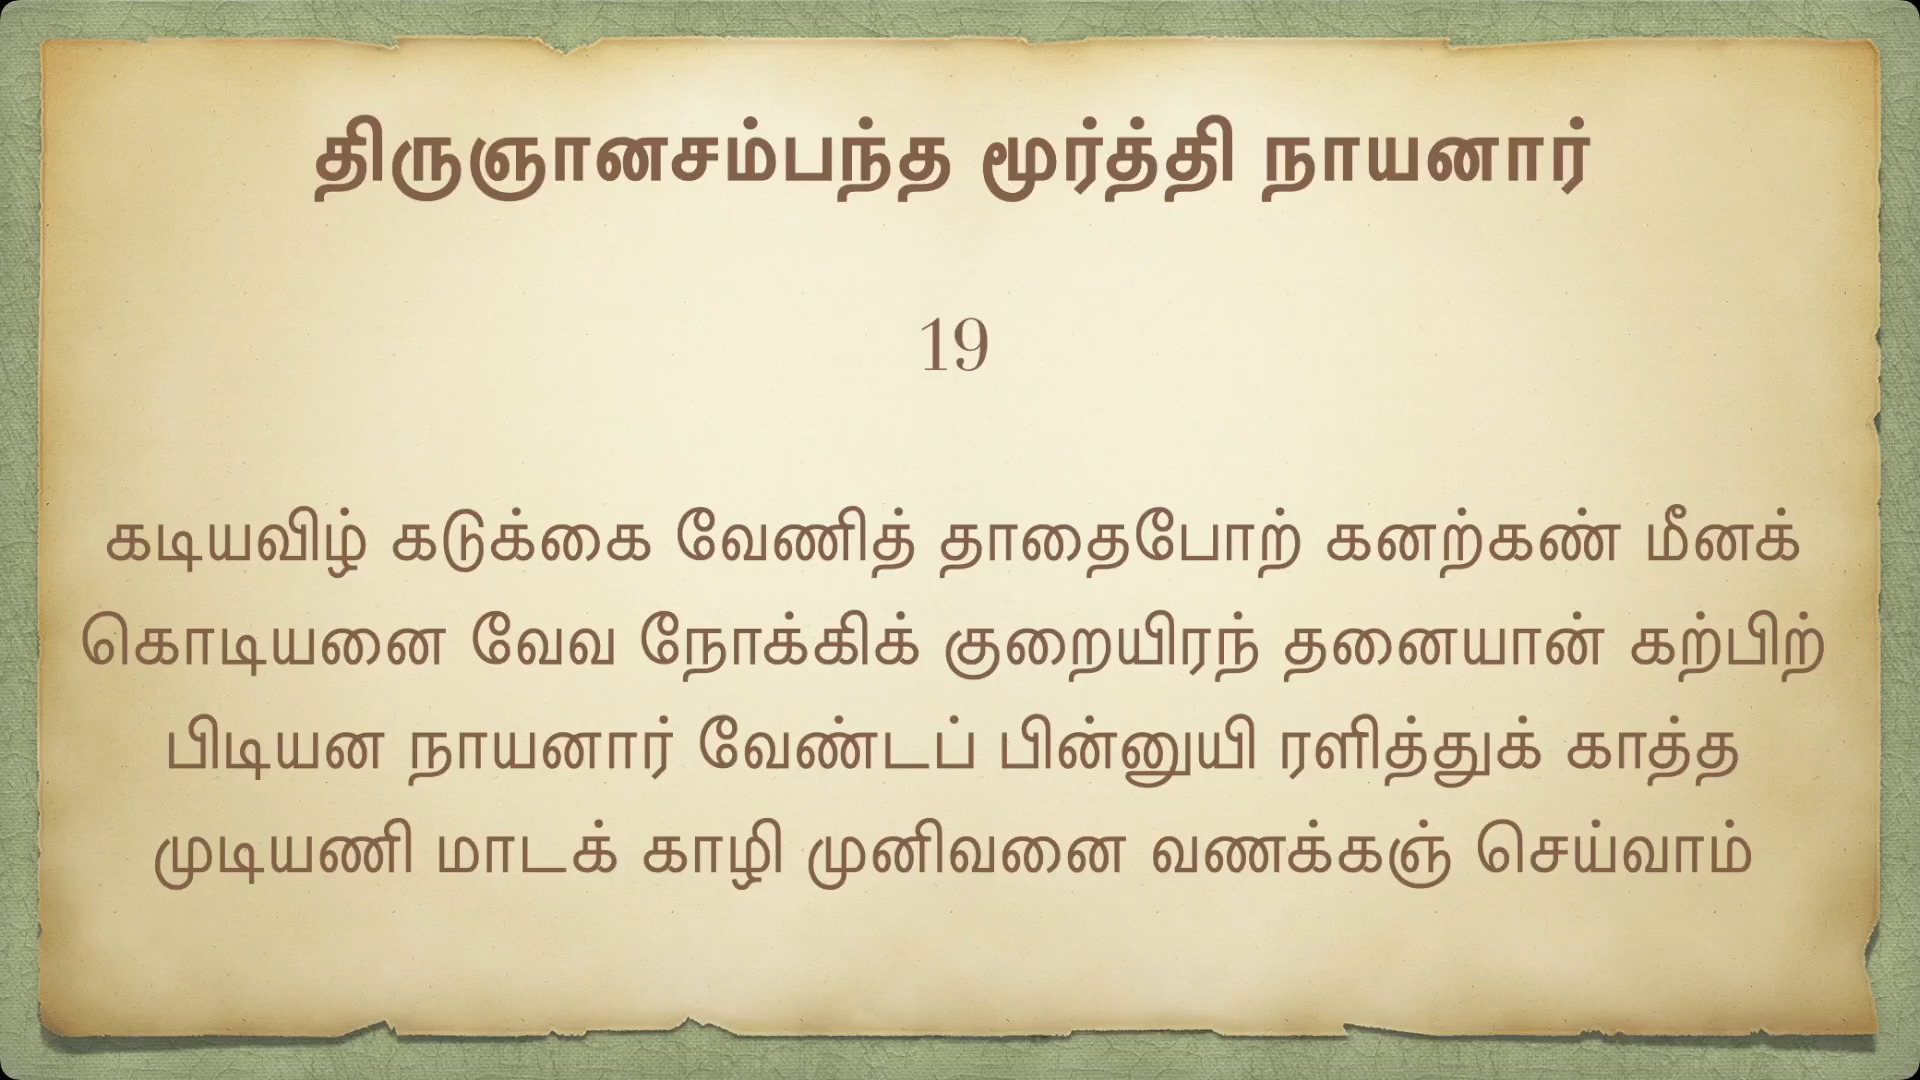 திருஞானசம்பந்த மூர்த்தி நாயனார்
19
கடியவிழ் கடுக்கை வேணித் தாதைபோற் கனற்கண் மீனக்
கொடியனை வேவ நோக்கிக் குறையிரந் தனையான் கற்பிற்
பிடியன நாயனார் வேண்டப் பின்னுயி ரளித்துக் காத்த
முடியணி மாடக் காழி முனிவனை வணக்கஞ் செய்வாம்